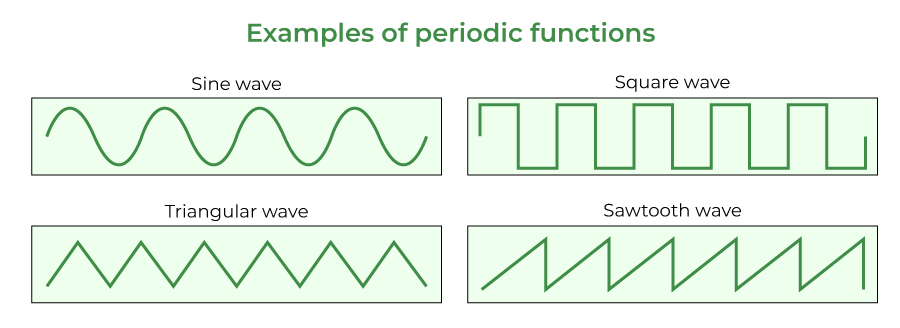 Examples of periodic functions
Sine wave
Square wave
Triangular wave
Sawtooth wave